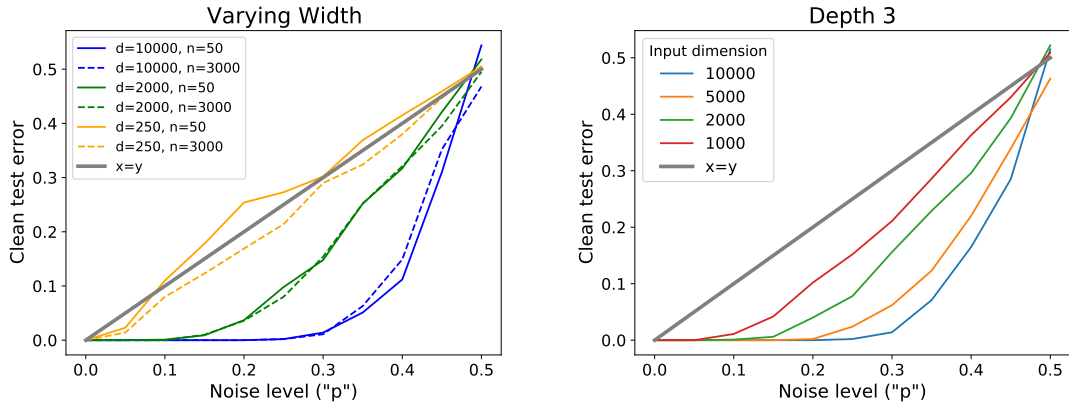 Varying Width
d=10000, n=50
d=10000, n=3000
d=2000, n=50
d=2000, n=3000
d=250, n=50
d=250, n=3000
x=y
Clean test error
0.5
0.4
0.3
0.2
0.1
0.0
0.0 0.1 0.2 0.3 0.4 0.5
Noise level ("p")
Depth 3
Input dimension
10000
5000
2000
1000
x=y
Clean test error
0.5
0.4
0.3
0.2
0.1
0.0
0.0 0.1 0.2 0.3 0.4 0.5
Noise level ("p")